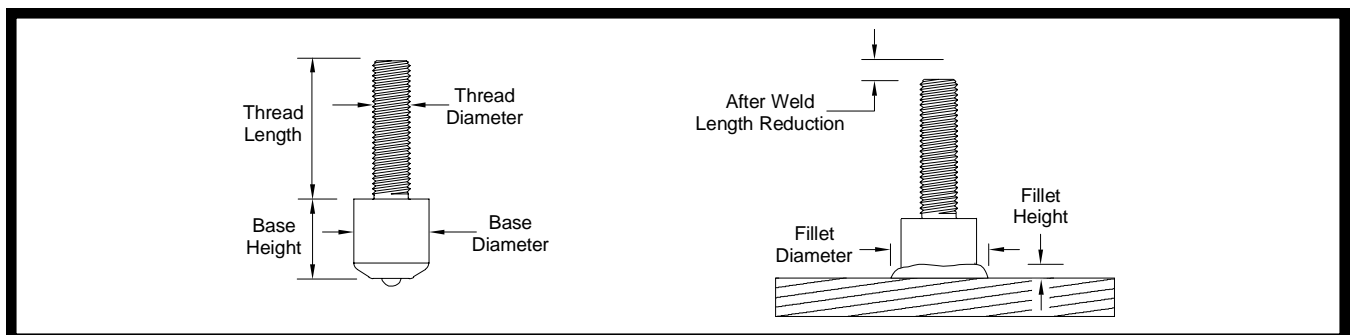 Thread
Length
Thread
Diameter
Base
Height
Base
Diameter
After Weld
Length Reduction
Fillet
Diameter
Fillet
Height